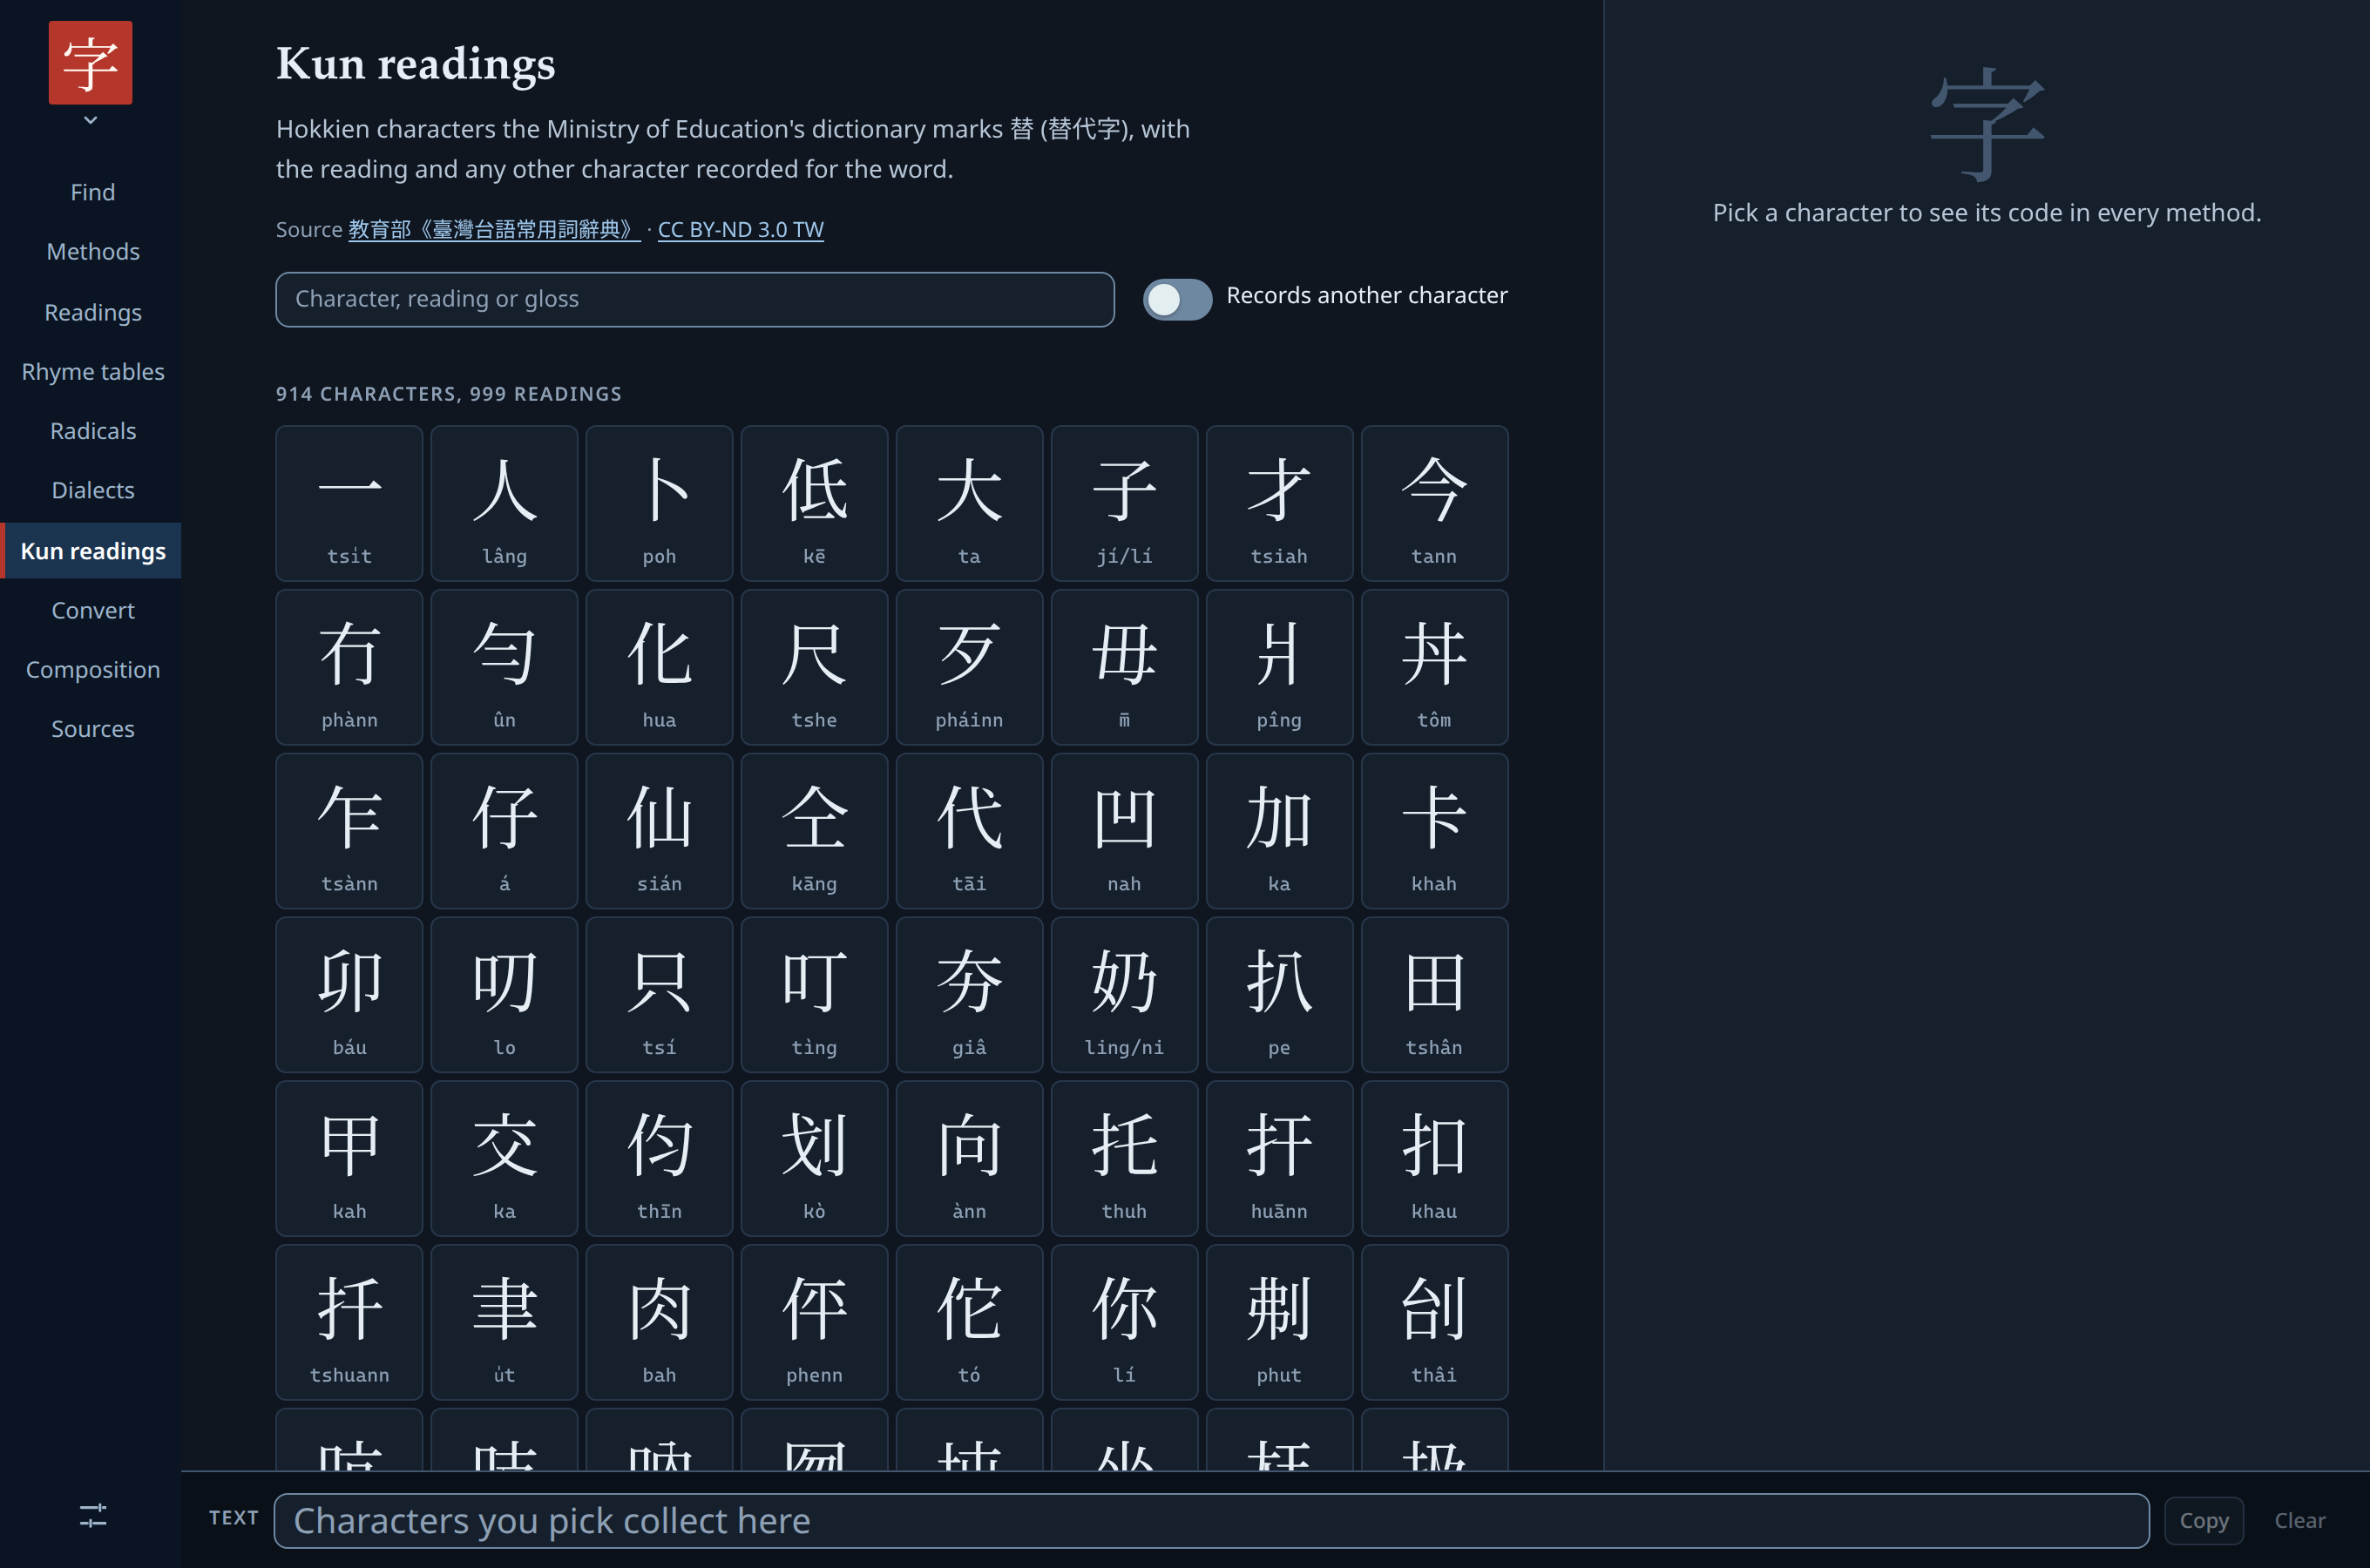 字
Find
Methods
Readings
Rhyme tables
Radicals
Dialects
Kun readings
Convert
Composition
Sources
Kun readings
Hokkien characters the Ministry of Education's dictionary marks 替 (替代字), with
the reading and any other character recorded for the word.
Source 教育部《臺灣台語常用詞辭典》 · CC BY-ND 3.0 TW
Character, reading or gloss
Records another character
914 CHARACTERS, 999 READINGS
一 人 卜 低 大 子 才 今
tsi̍t lâng poh kē ta jí/lí tsiah tann
冇 勻 化 尺 歹 毋 爿 丼
phànn ûn hua tshe pháinn m̄ pîng tôm
乍 仔 仙 仝 代 凹 加 卡
tsànn á sián kāng tāi nah ka khah
卯 叨 只 叮 夯 奶 扒 田
báu lo tsí tìng giâ ling/ni pe tshân
甲 交 伨 划 向 托 扞 扣
kah ka thīn kò ànn thuh huānn khau
扦 聿 肉 伻 佗 你 刜 刣
tshuann u̍t bah phenn tó lí phut thâi
字
Pick a character to see its code in every method.
TEXT
Characters you pick collect here
Copy
Clear